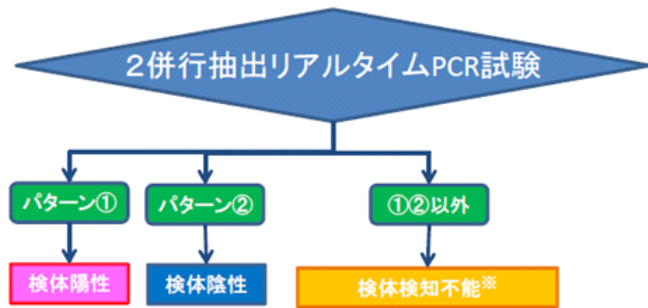 2併行抽出リアルタイムPCR試験
パターン①
パターン②
①②以外
検体陽性
検体陰性
検体検知不能※